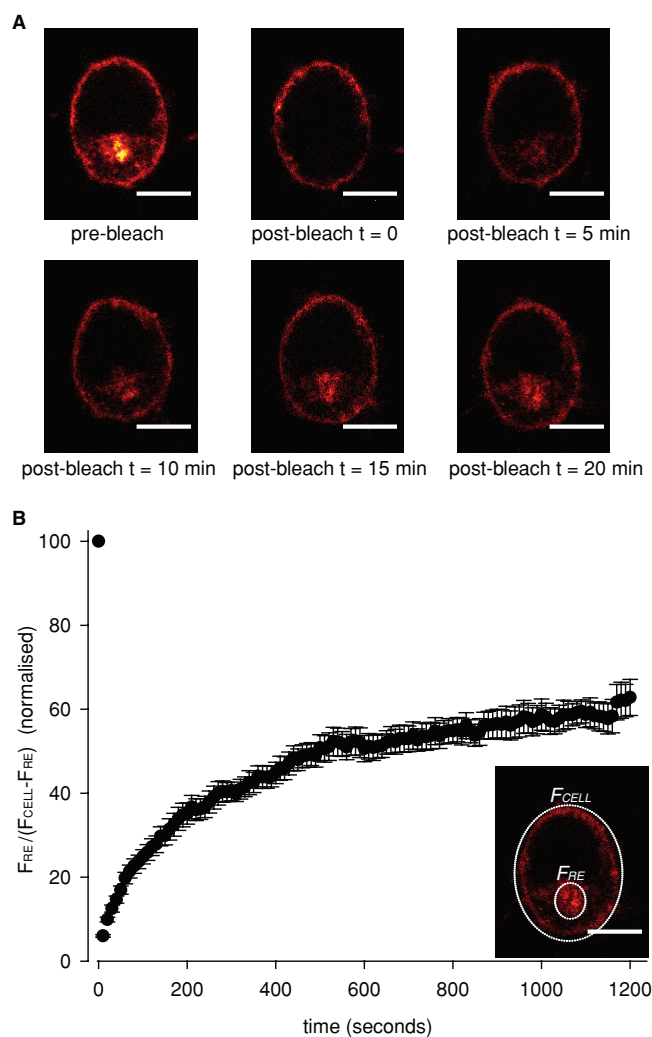 A
pre-bleach
post-bleach t = 0
post-bleach t = 5 min
post-bleach t = 10 min
post-bleach t = 15 min
post-bleach t = 20 min
B
FRE/(FCELL-FRE) (normalised)
100
80
60
40
20
0
FCELL
FRE
0
200
400
600
800
1000
1200
time (seconds)